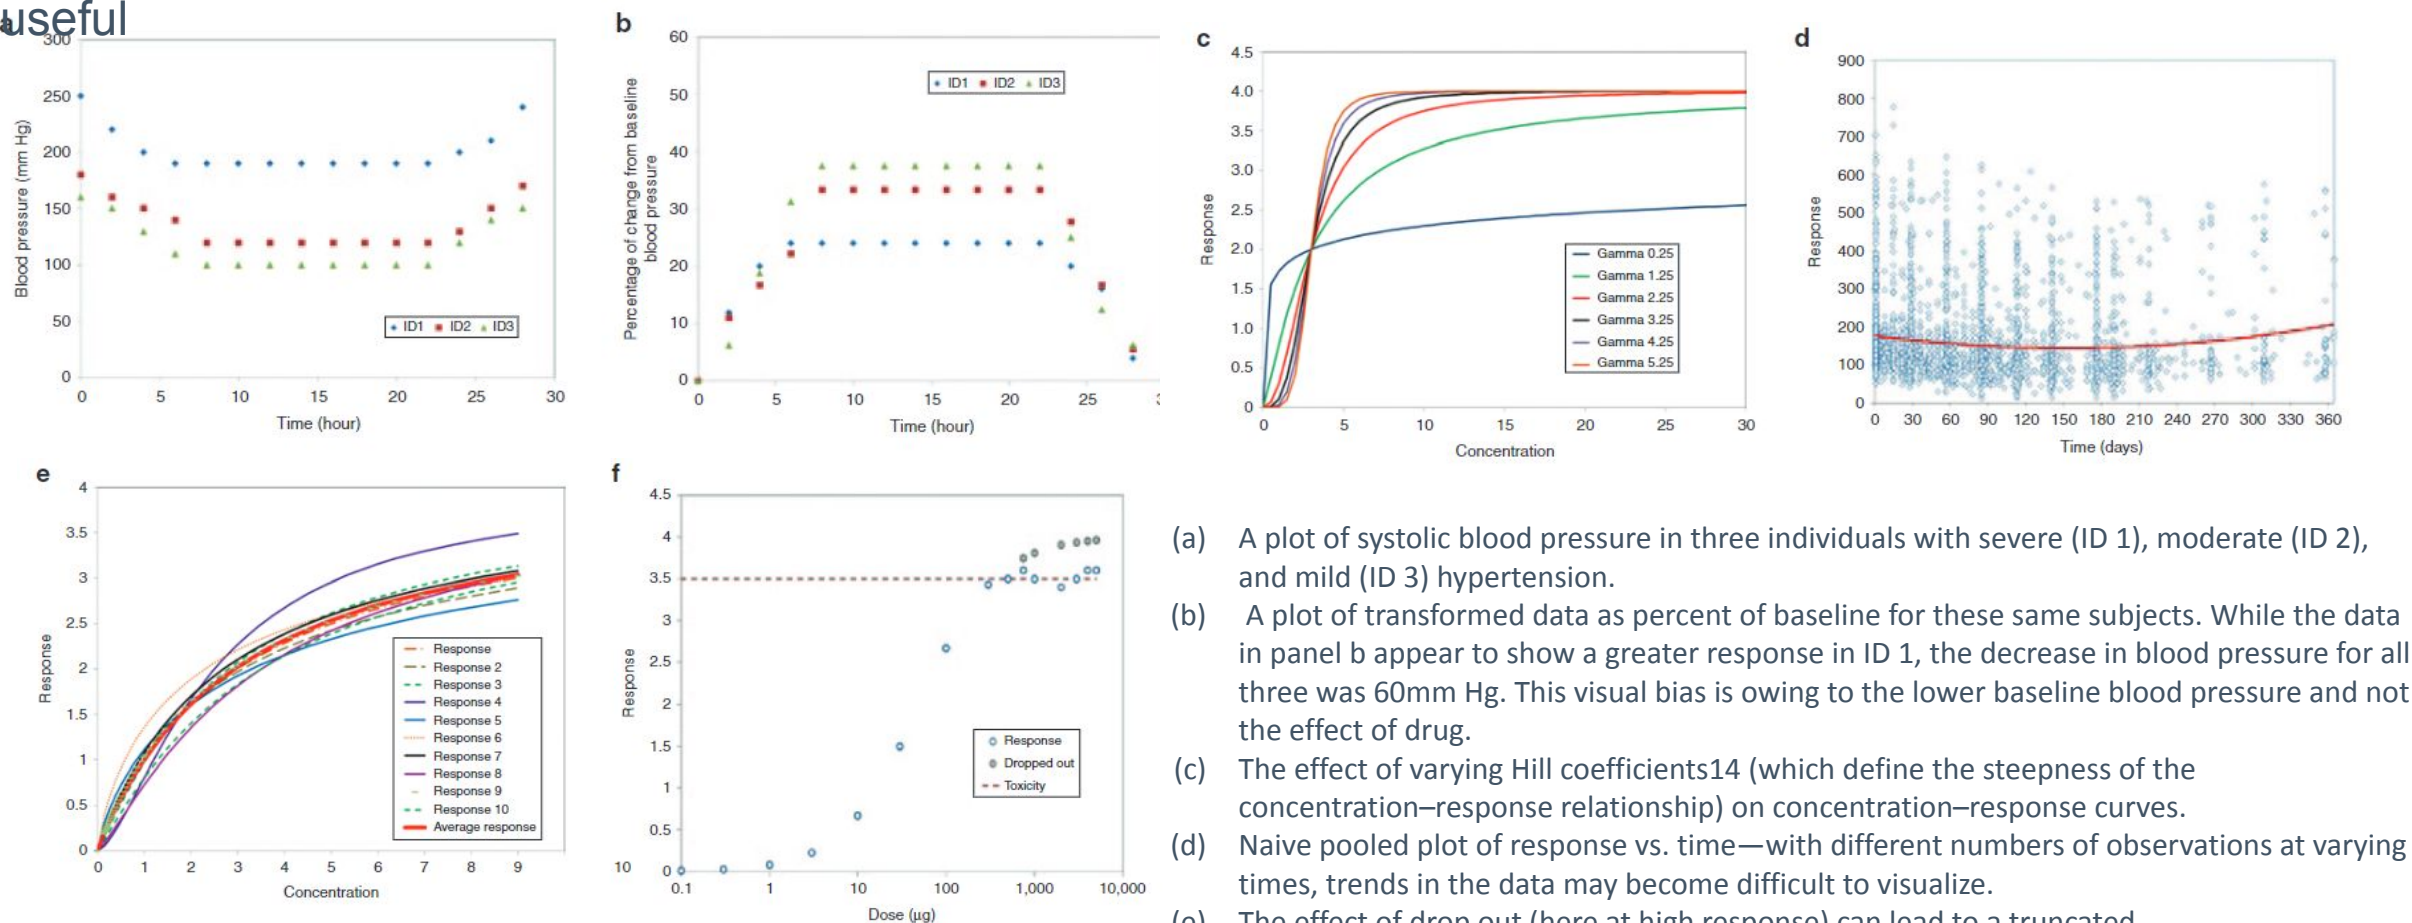 useful
a
300
250
200
150
100
50
0
0 5 10 15 20 25 30
Blood pressure (mm Hg)
Time (hour)
ID1 ID2 ID3
b
60
50
40
30
20
10
0
0 5 10 15 20 25
Percentage of change from baseline
blood pressure
Time (hour)
ID1 ID2 ID3
c
4.5
4.0
3.5
3.0
2.5
2.0
1.5
1.0
0.5
0
0 5 10 15 20 25 30
Response
Concentration
Gamma 0.25
Gamma 1.25
Gamma 2.25
Gamma 3.25
Gamma 4.25
Gamma 5.25
d
900
800
700
600
500
400
300
200
100
0
0 30 60 90 120 150 180 210 240 270 300 330 360
Response
Time (days)
e
4
3.5
3
2.5
2
1.5
1
0.5
0
0 1 2 3 4 5 6 7 8 9
10
Response
Concentration
Response
Response 2
Response 3
Response 4
Response 5
Response 6
Response 7
Response 8
Response 9
Response 10
Average response
f
4.5
4
3.5
3
2.5
2
1.5
1
0.5
0
0.1 1 10 100 1,000 10,000
Response
Dose (µg)
Response
Dropped out
Toxicity
(a) A plot of systolic blood pressure in three individuals with severe (ID 1), moderate (ID 2),
and mild (ID 3) hypertension.
(b) A plot of transformed data as percent of baseline for these same subjects. While the data
in panel b appear to show a greater response in ID 1, the decrease in blood pressure for all
three was 60mm Hg. This visual bias is owing to the lower baseline blood pressure and not
the effect of drug.
(c) The effect of varying Hill coefficients14 (which define the steepness of the
concentration–response relationship) on concentration–response curves.
(d) Naive pooled plot of response vs. time—with different numbers of observations at varying
times, trends in the data may become difficult to visualize.
(e) The effect of drop out (here at high response) can lead to a truncated